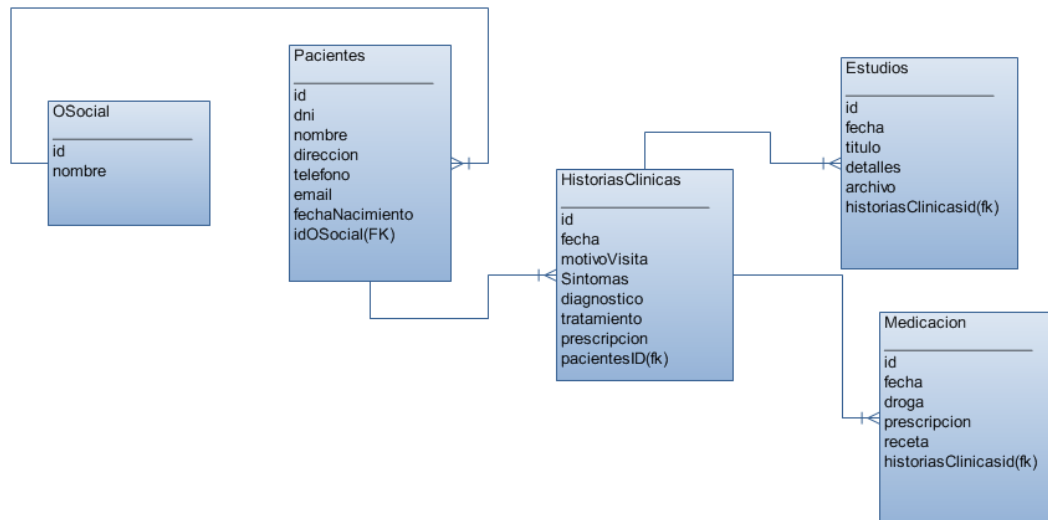 OSocial
id
nombre
Pacientes
id
dni
nombre
direccion
telefono
email
fechaNacimiento
idOSocial(FK)
HistoriasClinicas
id
fecha
motivoVisita
Sintomas
diagnostico
tratamiento
prescripcion
pacientesID(fk)
Estudios
id
fecha
titulo
detalles
archivo
historiasClinicasid(fk)
Medicacion
id
fecha
droga
prescripcion
receta
historiasClinicasid(fk)